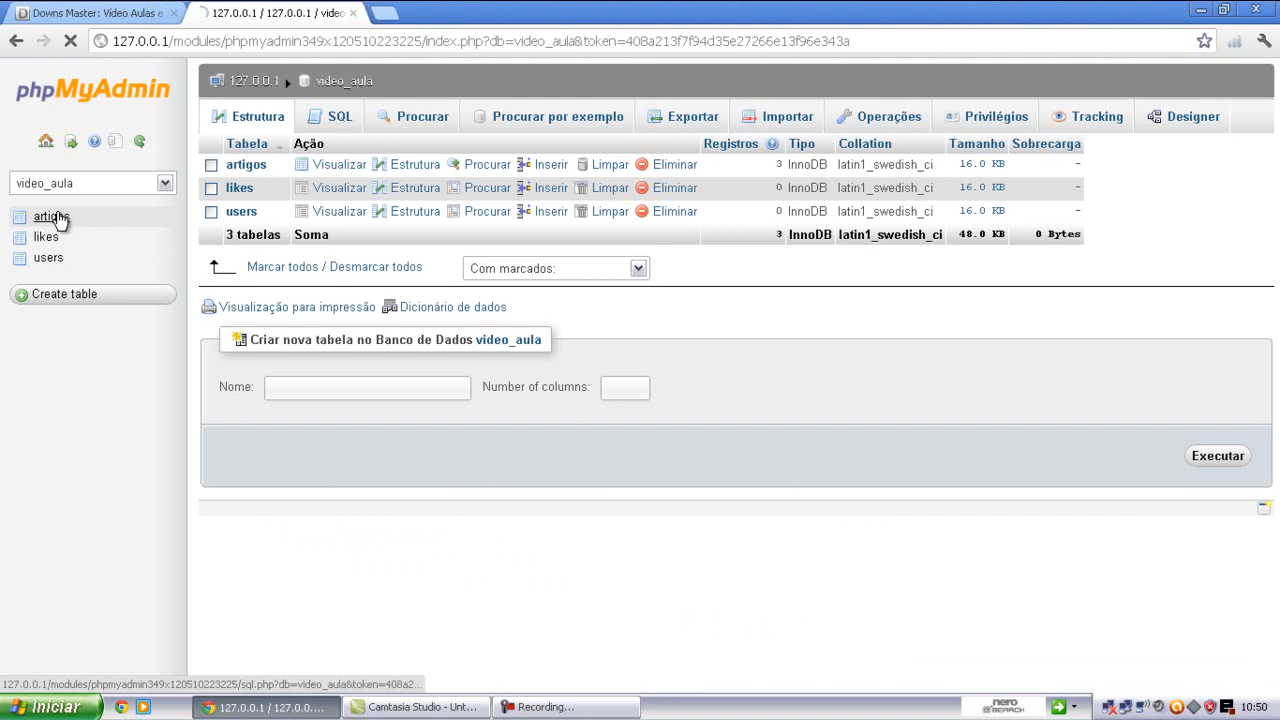 Downs Master: Vídeo Aulas e
127.0.0.1 / 127.0.0.1 / video
127.0.0.1/modules/phpmyadmin349x120510223225/index.php?db=video_aula&token=408a213f7f94d35e27266e13f96e343a
phpMyAdmin
127.0.0.1 ▸ video_aula
Estrutura SQL Procurar Procurar por exemplo Exportar Importar Operações Privilégios Tracking Designer
video_aula
artigos
likes
users
Create table
Tabela Ação Registros Tipo Collation Tamanho Sobrecarga
artigos Visualizar Estrutura Procurar Inserir Limpar Eliminar 3 InnoDB latin1_swedish_ci 16.0 KB -
likes Visualizar Estrutura Procurar Inserir Limpar Eliminar 0 InnoDB latin1_swedish_ci 16.0 KB -
users Visualizar Estrutura Procurar Inserir Limpar Eliminar 0 InnoDB latin1_swedish_ci 16.0 KB -
3 tabelas Soma 3 InnoDB latin1_swedish_ci 48.0 KB 0 Bytes
Marcar todos / Desmarcar todos Com marcados:
Visualização para impressão Dicionário de dados
Criar nova tabela no Banco de Dados video_aula
Nome: Number of columns:
Executar
127.0.0.1/modules/phpmyadmin349x120510223225/sql.php?db=video_aula&token=408a2...
Iniciar
127.0.0.1 / 127.0.0...
Camtasia Studio - Unt...
Recording...
nero
SEARCH
10:50